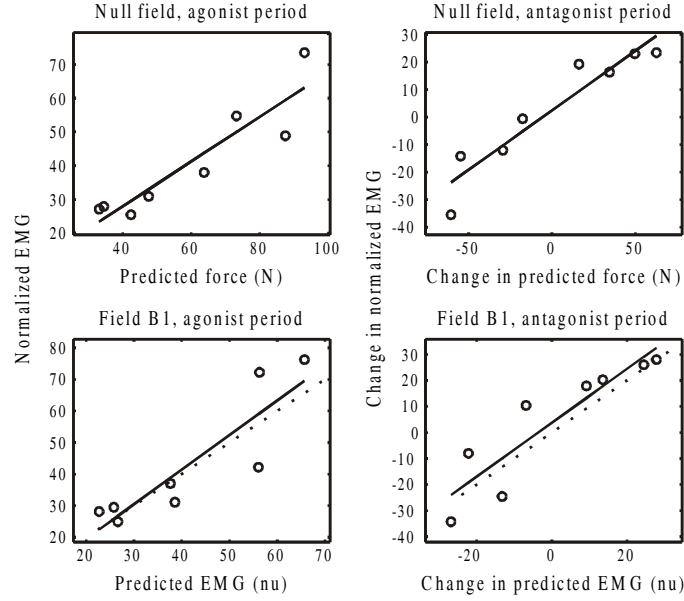 Null field, agonist period
70
60
50
40
30
20
40 60 80 100
Predicted force (N)
Normalized EMG
Null field, antagonist period
30
20
10
0
-10
-20
-30
-40
-50 0 50
Change in predicted force (N)
Change in normalized EMG
Field B1, agonist period
80
70
60
50
40
30
20
20 30 40 50 60 70
Predicted EMG (nu)
Field B1, antagonist period
30
20
10
0
-10
-20
-30
-40
-20 0 20
Change in predicted EMG (nu)